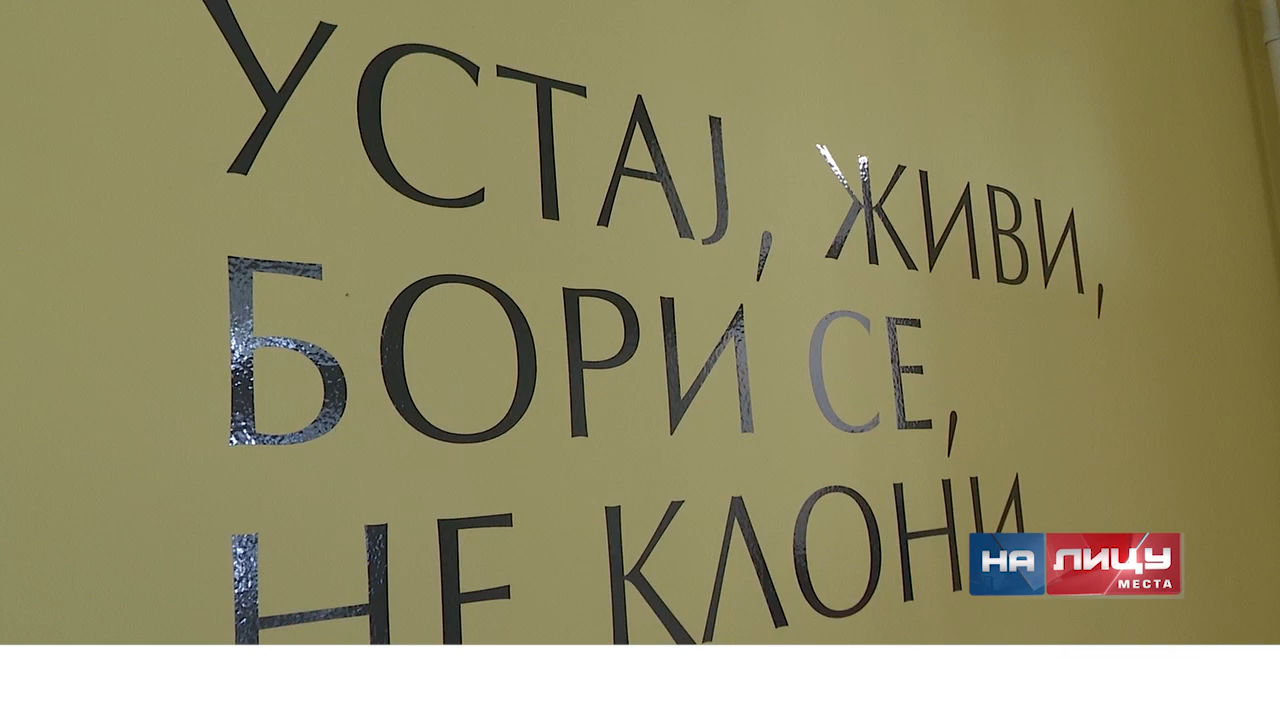 УСТАЈ, ЖИВИ,
БОРИ СЕ,
НЕ КЛОНИ
НА ЛИЦУ
МЕСТА